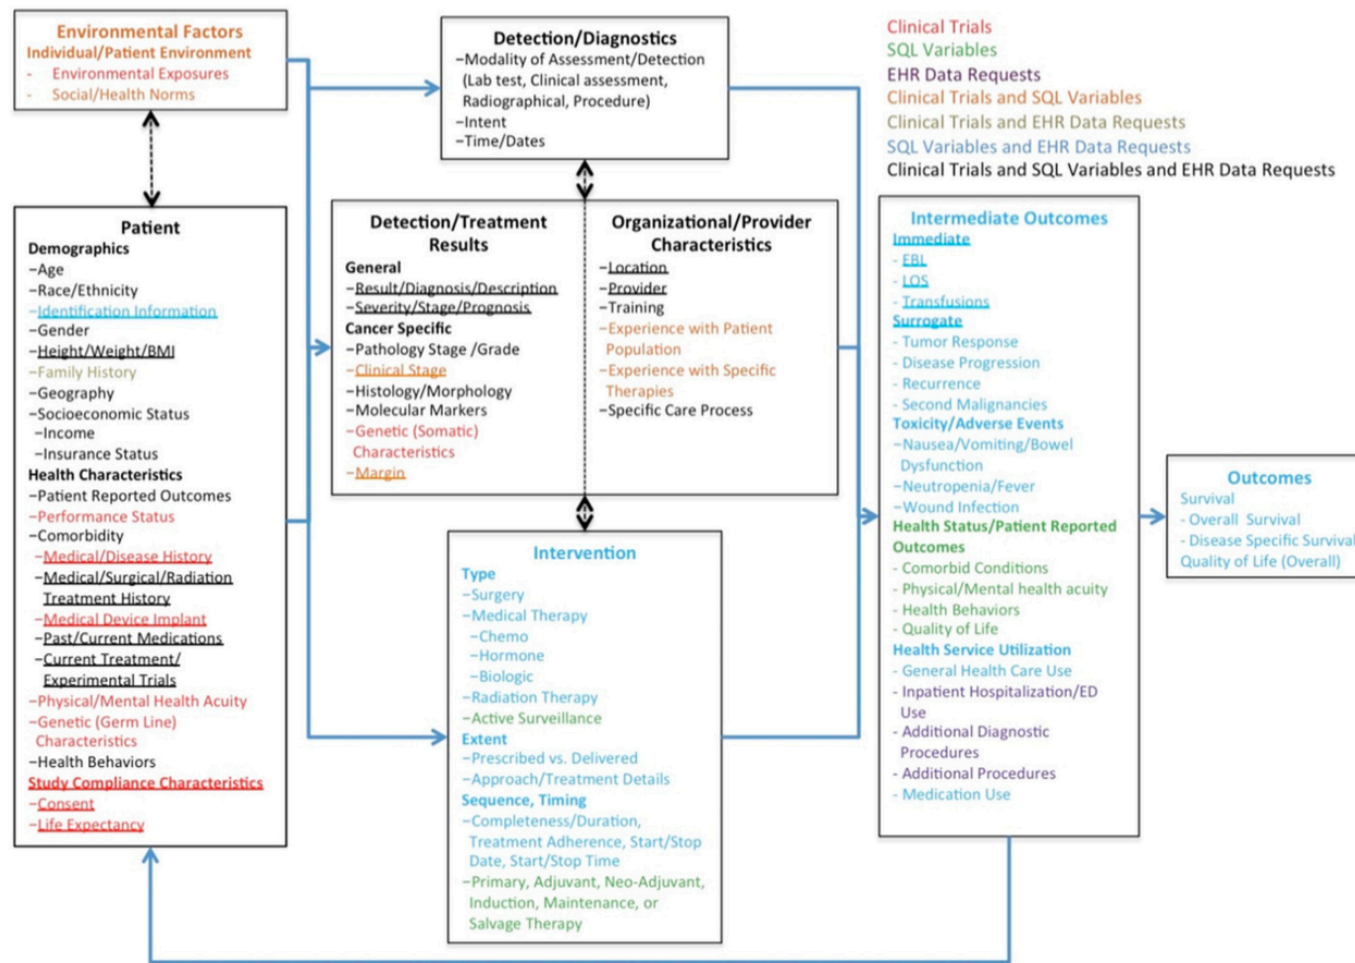 Environmental Factors
Individual/Patient Environment
- Environmental Exposures
- Social/Health Norms
Detection/Diagnostics
–Modality of Assessment/Detection
(Lab test, Clinical assessment,
Radiographical, Procedure)
–Intent
–Time/Dates
Clinical Trials
SQL Variables
EHR Data Requests
Clinical Trials and SQL Variables
Clinical Trials and EHR Data Requests
SQL Variables and EHR Data Requests
Clinical Trials and SQL Variables and EHR Data Requests
Patient
Demographics
–Age
–Race/Ethnicity
–Identification Information
–Gender
–Height/Weight/BMI
–Family History
–Geography
–Socioeconomic Status
–Income
–Insurance Status
Health Characteristics
–Patient Reported Outcomes
–Performance Status
–Comorbidity
–Medical/Disease History
–Medical/Surgical/Radiation
Treatment History
–Medical Device Implant
–Past/Current Medications
–Current Treatment/
Experimental Trials
–Physical/Mental Health Acuity
–Genetic (Germ Line)
Characteristics
–Health Behaviors
Study Compliance Characteristics
–Consent
–Life Expectancy
Detection/Treatment
Results
General
–Result/Diagnosis/Description
–Severity/Stage/Prognosis
Cancer Specific
–Pathology Stage /Grade
–Clinical Stage
–Histology/Morphology
–Molecular Markers
–Genetic (Somatic)
Characteristics
–Margin
Organizational/Provider
Characteristics
–Location
–Provider
–Training
–Experience with Patient
Population
–Experience with Specific
Therapies
–Specific Care Process
Intervention
Type
–Surgery
–Medical Therapy
–Chemo
–Hormone
–Biologic
–Radiation Therapy
–Active Surveillance
Extent
–Prescribed vs. Delivered
–Approach/Treatment Details
Sequence, Timing
–Completeness/Duration,
Treatment Adherence, Start/Stop
Date, Start/Stop Time
–Primary, Adjuvant, Neo-Adjuvant,
Induction, Maintenance, or
Salvage Therapy
Intermediate Outcomes
Immediate
- EBL
- LOS
- Transfusions
Surrogate
- Tumor Response
- Disease Progression
- Recurrence
- Second Malignancies
Toxicity/Adverse Events
–Nausea/Vomiting/Bowel
Dysfunction
–Neutropenia/Fever
–Wound Infection
Health Status/Patient Reported
Outcomes
- Comorbid Conditions
- Physical/Mental health acuity
- Health Behaviors
- Quality of Life
Health Service Utilization
- General Health Care Use
- Inpatient Hospitalization/ED
Use
- Additional Diagnostic
Procedures
- Additional Procedures
- Medication Use
Outcomes
Survival
- Overall Survival
- Disease Specific Survival
Quality of Life (Overall)